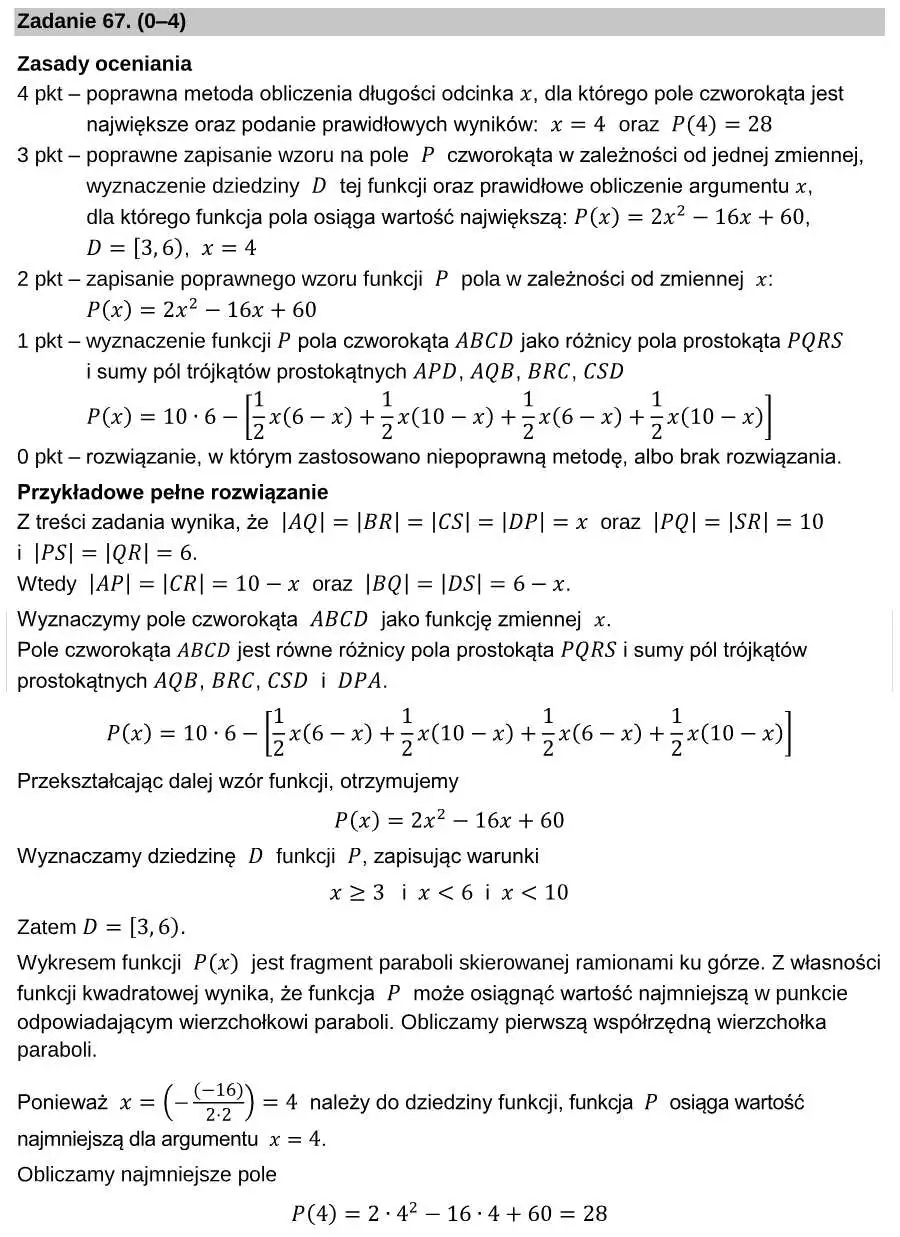 Zadanie 67. (0–4)
Zasady oceniania
4 pkt – poprawna metoda obliczenia długości odcinka x, dla którego pole czworokąta jest
największe oraz podanie prawidłowych wyników: x = 4 oraz P(4) = 28
3 pkt – poprawne zapisanie wzoru na pole P czworokąta w zależności od jednej zmiennej,
wyznaczenie dziedziny D tej funkcji oraz prawidłowe obliczenie argumentu x,
dla którego funkcja pola osiąga wartość największą: P(x) = 2x² − 16x + 60,
D = [3, 6), x = 4
2 pkt – zapisanie poprawnego wzoru funkcji P pola w zależności od zmiennej x:
P(x) = 2x² − 16x + 60
1 pkt – wyznaczenie funkcji P pola czworokąta ABCD jako różnicy pola prostokąta PQRS
i sumy pól trójkątów prostokątnych APD, AQB, BRC, CSD
P(x) = 10 · 6 − [1/2 x(6 − x) + 1/2 x(10 − x) + 1/2 x(6 − x) + 1/2 x(10 − x)]
0 pkt – rozwiązanie, w którym zastosowano niepoprawną metodę, albo brak rozwiązania.
Przykładowe pełne rozwiązanie
Z treści zadania wynika, że |AQ| = |BR| = |CS| = |DP| = x oraz |PQ| = |SR| = 10
i |PS| = |QR| = 6.
Wtedy |AP| = |CR| = 10 − x oraz |BQ| = |DS| = 6 − x.
Wyznaczymy pole czworokąta ABCD jako funkcję zmiennej x.
Pole czworokąta ABCD jest równe różnicy pola prostokąta PQRS i sumy pól trójkątów
prostokątnych AQB, BRC, CSD i DPA.
P(x) = 10 · 6 − [1/2 x(6 − x) + 1/2 x(10 − x) + 1/2 x(6 − x) + 1/2 x(10 − x)]
Przekształcając dalej wzór funkcji, otrzymujemy
P(x) = 2x² − 16x + 60
Wyznaczamy dziedzinę D funkcji P, zapisując warunki
x ≥ 3 i x < 6 i x < 10
Zatem D = [3, 6).
Wykresem funkcji P(x) jest fragment paraboli skierowanej ramionami ku górze. Z własności
funkcji kwadratowej wynika, że funkcja P może osiągnąć wartość najmniejszą w punkcie
odpowiadającym wierzchołkowi paraboli. Obliczamy pierwszą współrzędną wierzchołka
paraboli.
Ponieważ x = (− (−16)/2·2) = 4 należy do dziedziny funkcji, funkcja P osiąga wartość
najmniejszą dla argumentu x = 4.
Obliczamy najmniejsze pole
P(4) = 2 · 4² − 16 · 4 + 60 = 28